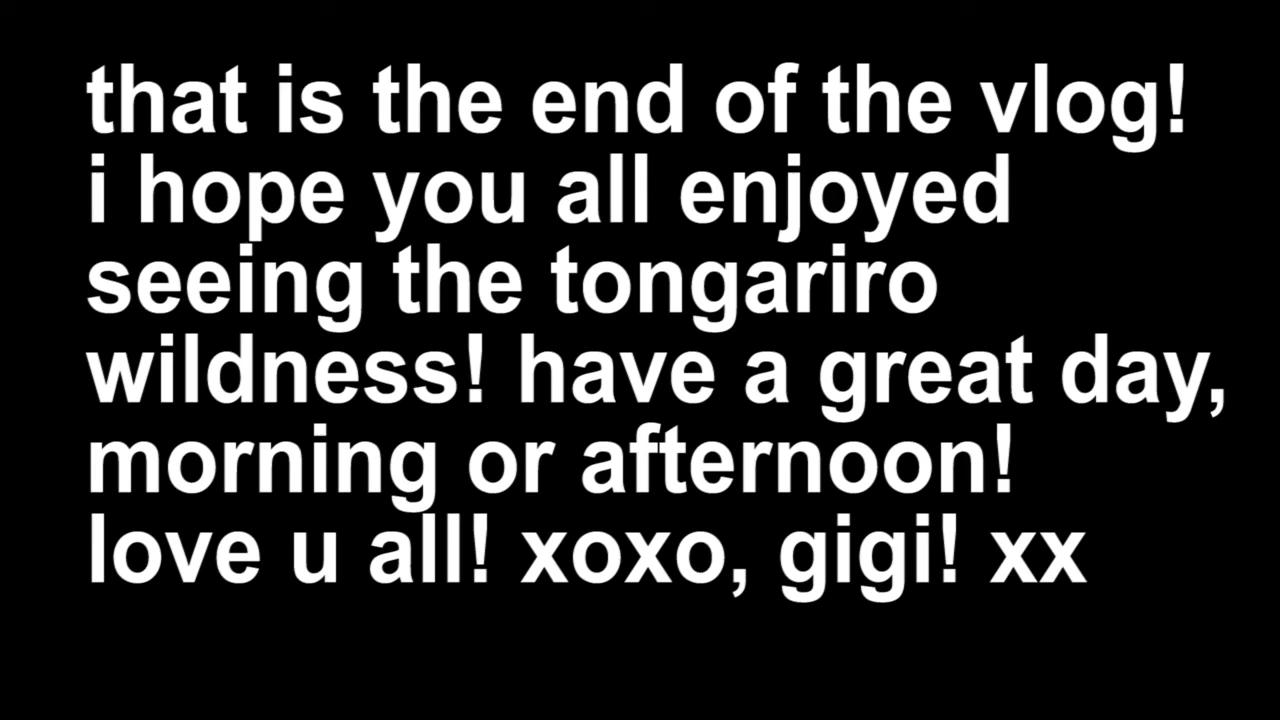 that is the end of the vlog!
i hope you all enjoyed
seeing the tongariro
wildness! have a great day,
morning or afternoon!
love u all! xoxo, gigi! xx